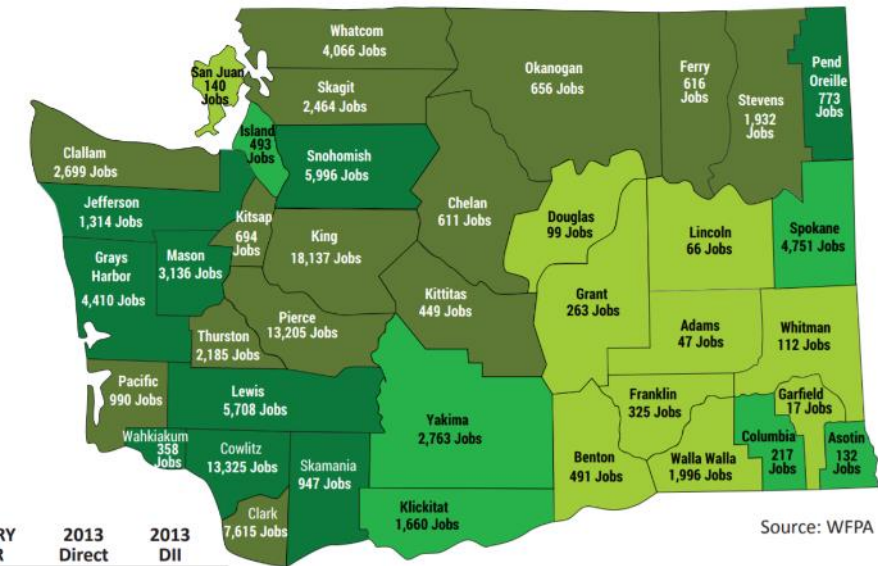 Whatcom
4,066 Jobs
San Juan
140
Jobs
Skagit
2,464 Jobs
Island
493
Jobs
Okanogan
656 Jobs
Ferry
616
Jobs
Stevens
1,932
Jobs
Pend
Oreille
773
Jobs
Clallam
2,699 Jobs
Snohomish
5,996 Jobs
Jefferson
1,314 Jobs
Kitsap
694
Jobs
Chelan
611 Jobs
Douglas
99 Jobs
Lincoln
66 Jobs
Spokane
4,751 Jobs
Grays
Harbor
4,410 Jobs
Mason
3,136 Jobs
King
18,137 Jobs
Kittitas
449 Jobs
Grant
263 Jobs
Adams
47 Jobs
Whitman
112 Jobs
Thurston
2,185 Jobs
Pierce
13,205 Jobs
Pacific
990 Jobs
Lewis
5,708 Jobs
Yakima
2,763 Jobs
Franklin
325 Jobs
Garfield
17 Jobs
Wahkiakum
358
Jobs
Cowlitz
13,325 Jobs
Skamania
947 Jobs
Benton
491 Jobs
Walla Walla
1,996 Jobs
Columbia
217
Jobs
Asotin
132
Jobs
Clark
7,615 Jobs
Klickitat
1,660 Jobs
Source: WFPA
RY 2013 2013
R Direct DII